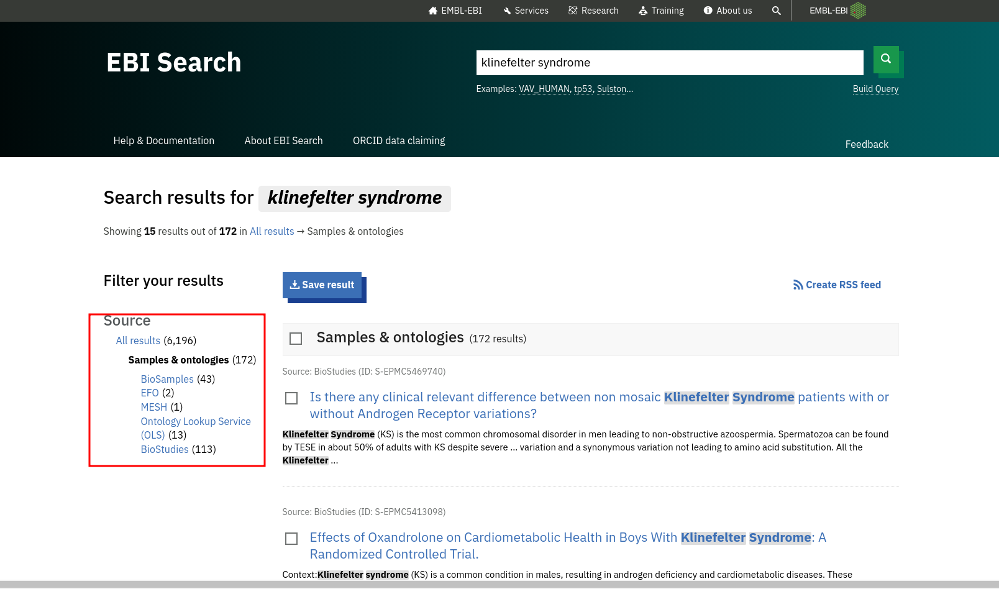 EMBL-EBI Services Research Training About us EMBL-EBI
EBI Search
klinefelter syndrome
Examples: VAV_HUMAN, tp53, Sulston... Build Query
Help & Documentation About EBI Search ORCID data claiming Feedback
Search results for klinefelter syndrome
Showing 15 results out of 172 in All results → Samples & ontologies
Filter your results
Source
All results (6,196)
Samples & ontologies (172)
BioSamples (43)
EFO (2)
MESH (1)
Ontology Lookup Service
(OLS) (13)
BioStudies (113)
Save result Create RSS feed
Samples & ontologies (172 results)
Source: BioStudies (ID: S-EPMC5469740)
Is there any clinical relevant difference between non mosaic Klinefelter Syndrome patients with or
without Androgen Receptor variations?
Klinefelter Syndrome (KS) is the most common chromosomal disorder in men leading to non-obstructive azoospermia. Spermatozoa can be found
by TESE in about 50% of adults with KS despite severe ... variation and a synonymous variation not leading to amino acid substitution. All the
Klinefelter ...
Source: BioStudies (ID: S-EPMC5413098)
Effects of Oxandrolone on Cardiometabolic Health in Boys With Klinefelter Syndrome: A
Randomized Controlled Trial.
Context:Klinefelter syndrome (KS) is a common condition in males, resulting in androgen deficiency and cardiometabolic diseases. These